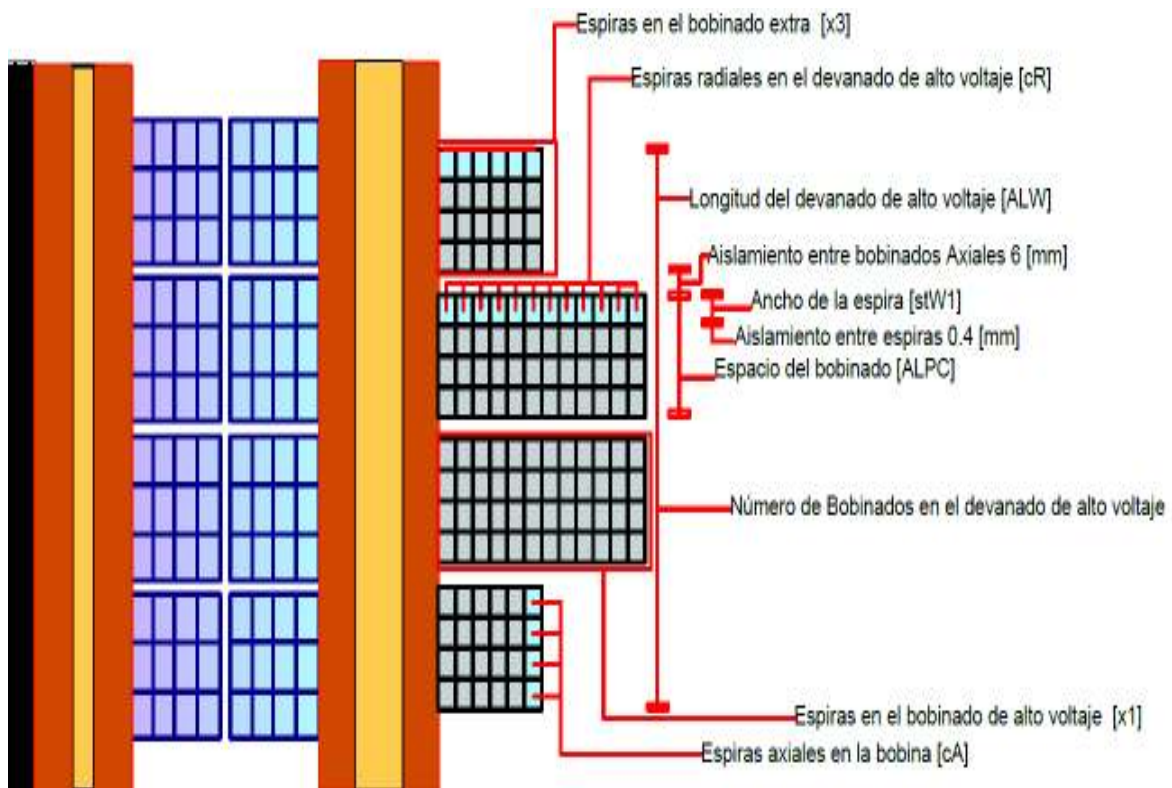 Espiras en el bobinado extra [x3]
Espiras radiales en el devanado de alto voltaje [cR]
Longitud del devanado de alto voltaje [ALW]
Aislamiento entre bobinados Axiales 6 [mm]
Ancho de la espira [stW1]
Aislamiento entre espiras 0.4 [mm]
Espacio del bobinado [ALPC]
Número de Bobinados en el devanado de alto voltaje
Espiras en el bobinado de alto voltaje [x1]
Espiras axiales en la bobina [cA]